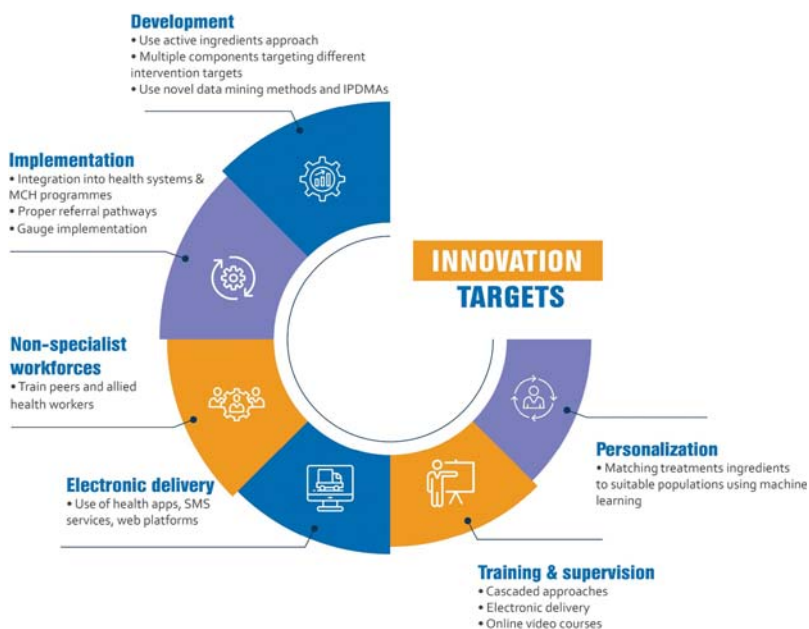 Development
• Use active ingredients approach
• Multiple components targeting different
intervention targets
• Use novel data mining methods and IPDMAs
Implementation
• Integration into health systems &
MCH programmes
• Proper referral pathways
• Gauge implementation
INNOVATION
TARGETS
Non-specialist
workforces
• Train peers and allied
health workers
Electronic delivery
• Use of health apps, SMS
services, web platforms
Personalization
• Matching treatments ingredients
to suitable populations using machine
learning
Training & supervision
• Cascaded approaches
• Electronic delivery
• Online video courses